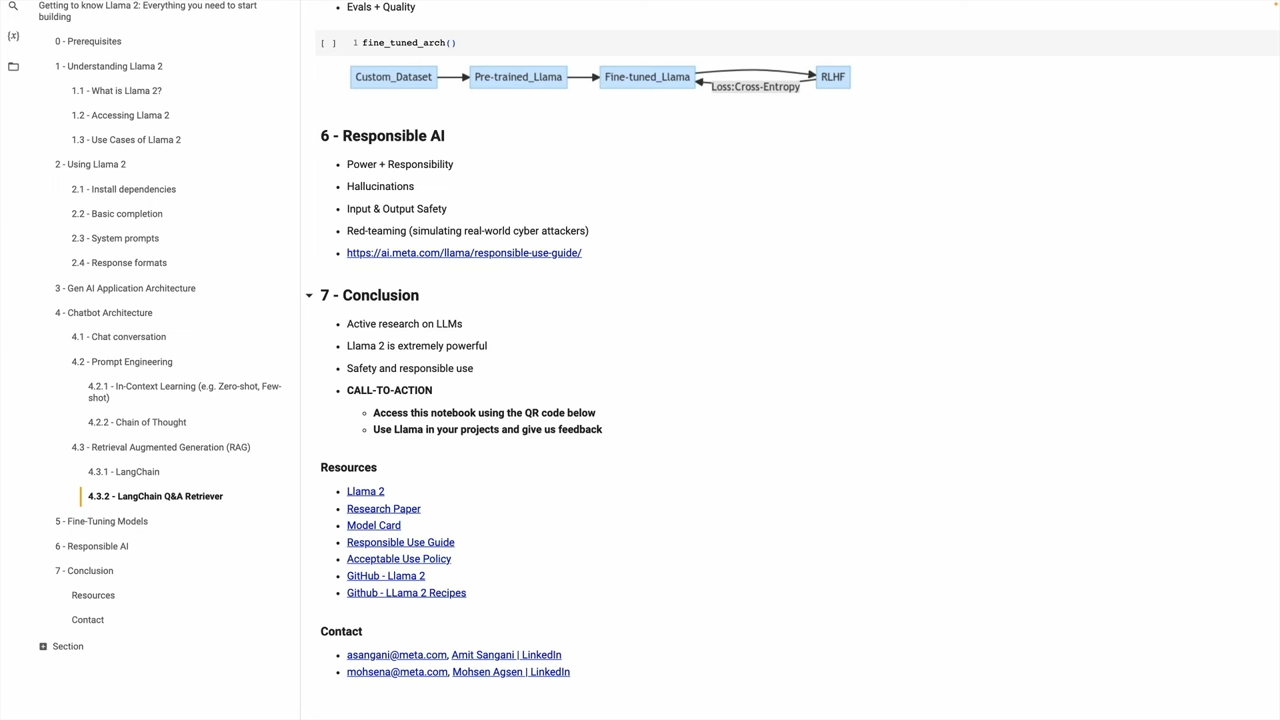 Getting to know Llama 2: Everything you need to start
building
0 - Prerequisites
1 - Understanding Llama 2
1.1 - What is Llama 2?
1.2 - Accessing Llama 2
1.3 - Use Cases of Llama 2
2 - Using Llama 2
2.1 - Install dependencies
2.2 - Basic completion
2.3 - System prompts
2.4 - Response formats
3 - Gen AI Application Architecture
4 - Chatbot Architecture
4.1 - Chat conversation
4.2 - Prompt Engineering
4.2.1 - In-Context Learning (e.g. Zero-shot, Few-
shot)
4.2.2 - Chain of Thought
4.3 - Retrieval Augmented Generation (RAG)
4.3.1 - LangChain
4.3.2 - LangChain Q&A Retriever
5 - Fine-Tuning Models
6 - Responsible AI
7 - Conclusion
Resources
Contact
Section
{x}
• Evals + Quality
[ ] 1 fine_tuned_arch()
Custom_Dataset Pre-trained_Llama Fine-tuned_Llama RLHF
Loss:Cross-Entropy
6 - Responsible AI
• Power + Responsibility
• Hallucinations
• Input & Output Safety
• Red-teaming (simulating real-world cyber attackers)
• https://ai.meta.com/llama/responsible-use-guide/
7 - Conclusion
• Active research on LLMs
• Llama 2 is extremely powerful
• Safety and responsible use
• CALL-TO-ACTION
◦ Access this notebook using the QR code below
◦ Use Llama in your projects and give us feedback
Resources
• Llama 2
• Research Paper
• Model Card
• Responsible Use Guide
• Acceptable Use Policy
• GitHub - Llama 2
• Github - LLama 2 Recipes
Contact
• asangani@meta.com, Amit Sangani | LinkedIn
• mohsena@meta.com, Mohsen Agsen | LinkedIn